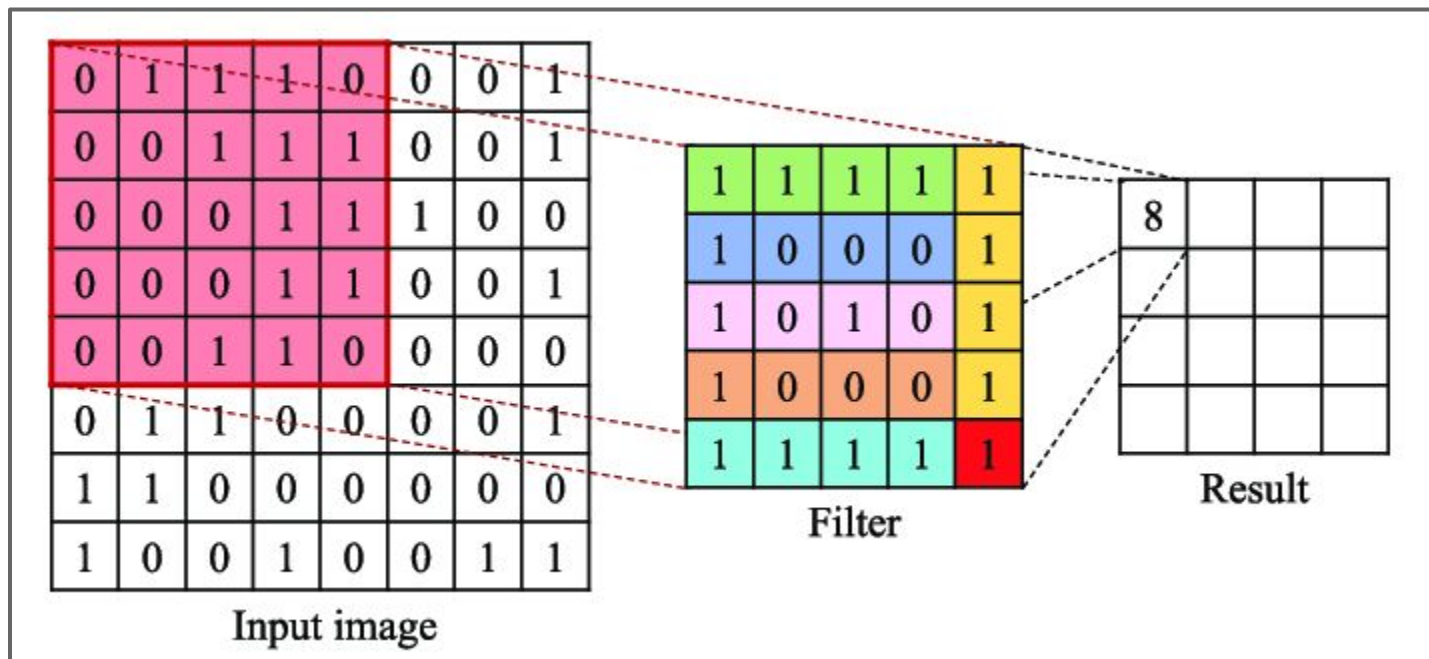 0 1 1 1 0 0 0 1
0 0 1 1 1 0 0 1
0 0 0 1 1 1 0 0
0 0 0 1 1 0 0 1
0 0 1 1 0 0 0 0
0 1 1 0 0 0 0 1
1 1 0 0 0 0 0 0
1 0 0 1 0 0 1 1
Input image
1 1 1 1 1
1 0 0 0 1
1 0 1 0 1
1 0 0 0 1
1 1 1 1 1
Filter
8
Result